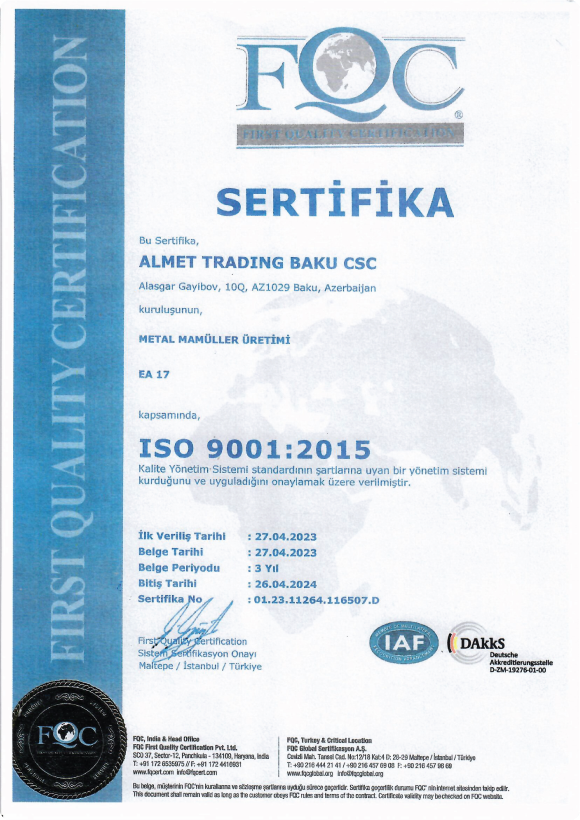 FIRST QUALITY CERTIFICATION
FQC
®
FIRST QUALITY CERTIFICATION
SERTİFİKA
Bu Sertifika,
ALMET TRADING BAKU CSC
Alasgar Gayibov, 10Q, AZ1029 Baku, Azerbaijan
kuruluşunun,
METAL MAMÜLLER ÜRETİMİ
EA 17
kapsamında,
ISO 9001:2015
Kalite Yönetim Sistemi standardının şartlarına uyan bir yönetim sistemi
kurduğunu ve uyguladığını onaylamak üzere verilmiştir.
İlk Veriliş Tarihi : 27.04.2023
Belge Tarihi : 27.04.2023
Belge Periyodu : 3 Yıl
Bitiş Tarihi : 26.04.2024
Sertifika No : 01.23.11264.116507.D
First Quality Certification
Sistem Sertifikasyon Onayı
Maltepe / İstanbul / Türkiye
IAF
DAkkS
Deutsche
Akkreditierungsstelle
D-ZM-19276-01-00
FQC
FQC, India & Head Office
FQC First Quality Certification Pvt. Ltd.
SCO 37, Sector-12, Panchkula - 134109, Haryana, India
T: +91 172 6535975 / F: +91 172 4410931
www.fqcert.com info@fqcert.com
FQC, Turkey & Critical Location
FQC Global Sertifikasyon A.Ş.
Cevizli Mah. Tansel Cad. No:12/18 Kat:4 D: 28-29 Maltepe / İstanbul / Türkiye
T: +90 216 444 21 41 / +90 216 457 09 08 F: +90 216 457 98 69
www.fqcglobal.org info@fqcglobal.org
Bu belge, müşterinin FQC'nin kurallarına ve sözleşme şartlarına uyduğu sürece geçerlidir. Sertifika geçerlilik durumu FQC' nin internet sitesinden takip edilir.
This document shall remain valid as long as the customer obeys FQC rules and terms of the contract. Certificate validity may be checked on FQC website.